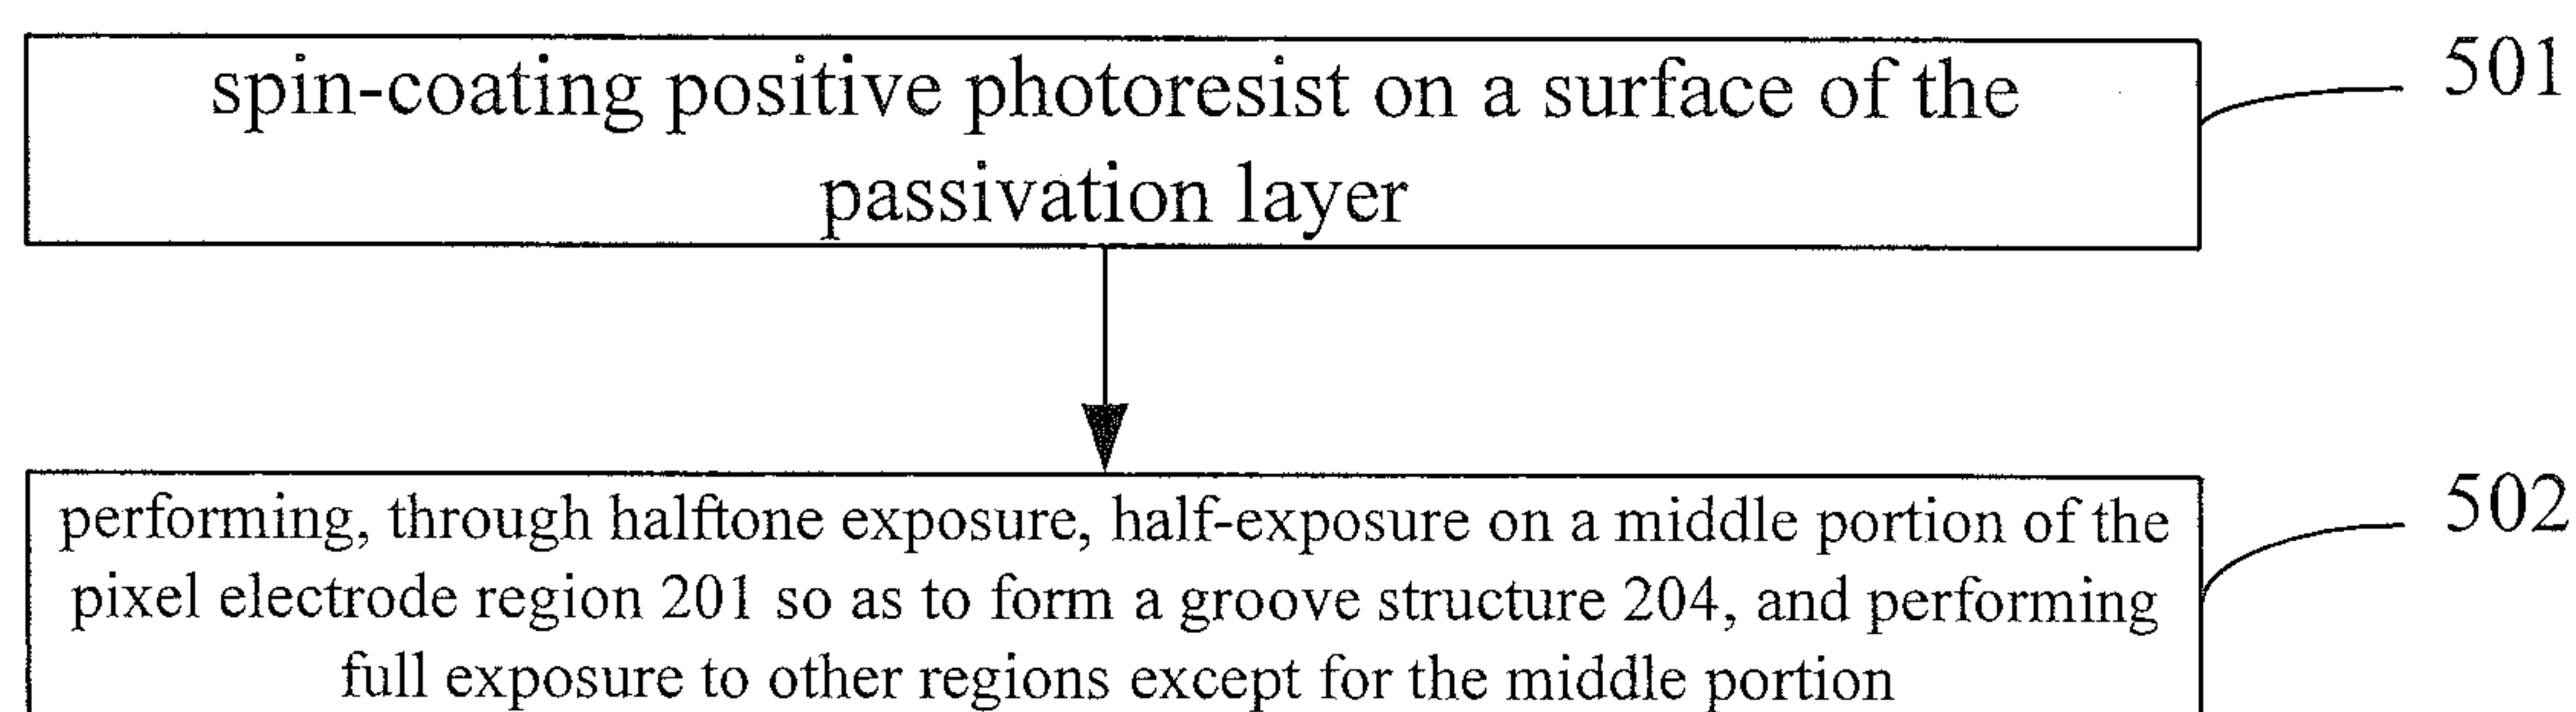 spin-coating positive photoresist on a surface of the
passivation layer
501
performing, through halftone exposure, half-exposure on a middle portion of the
pixel electrode region 201 so as to form a groove structure 204, and performing
full exposure to other regions except for the middle portion
502